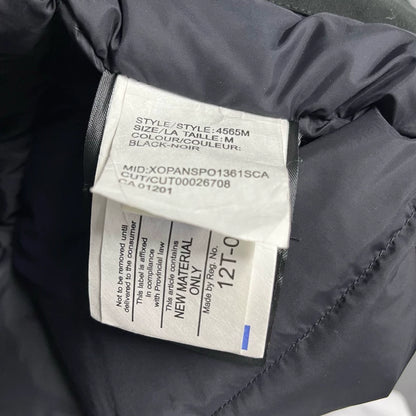 STYLE/STYLE: 4565M
SIZE/LA TAILLE: M
COLOUR/COULEUR:
BLACK-NOIR
MID:XOPANSPO1361SCA
CUT/CUT00026708
CA 01201
Not to be removed until
delivered to the consumer
This label is affixed
in compliance
with Provincial law
This article contains
NEW MATERIAL
ONLY
Made by Reg. No.
12T-0